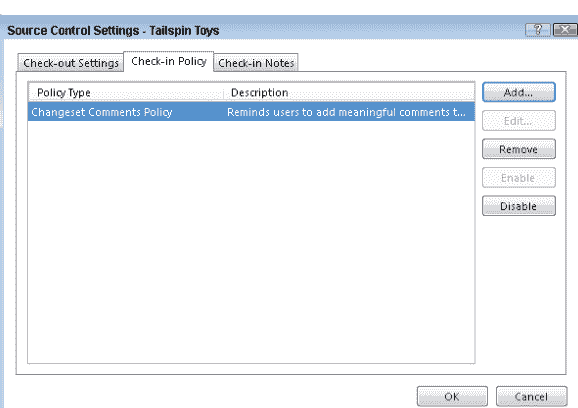 Source Control Settings - Tailspin Toys
Check-out Settings Check-in Policy Check-in Notes
Policy Type Description
Changeset Comments Policy Reminds users to add meaningful comments t...
Add...
Edit...
Remove
Enable
Disable
OK Cancel